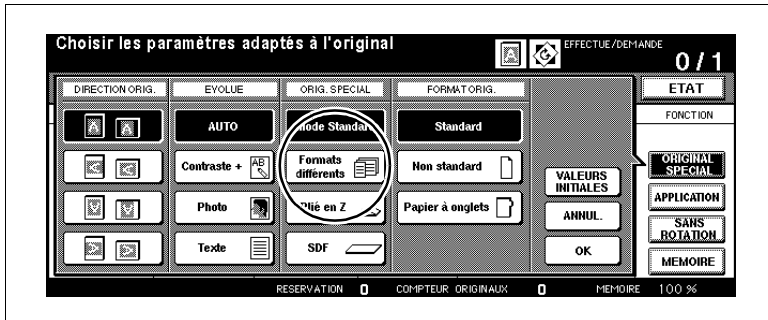 Choisir les paramètres adaptés à l'original
EFFECTUE/DEMANDE
0 / 1
DIRECTION ORIG.
EVOLUE
ORIG. SPECIAL
FORMAT ORIG.
ETAT
FONCTION
AUTO
Mode Standard
Standard
Contraste +
AB
Formats
différents
Non standard
VALEURS
INITIALES
ORIGINAL
SPECIAL
Photo
Plié en Z
Papier à onglets
ANNUL.
APPLICATION
SANS
ROTATION
Texte
SDF
OK
MEMOIRE
RESERVATION 0 COMPTEUR ORIGINAUX 0 MEMOIRE 100 %